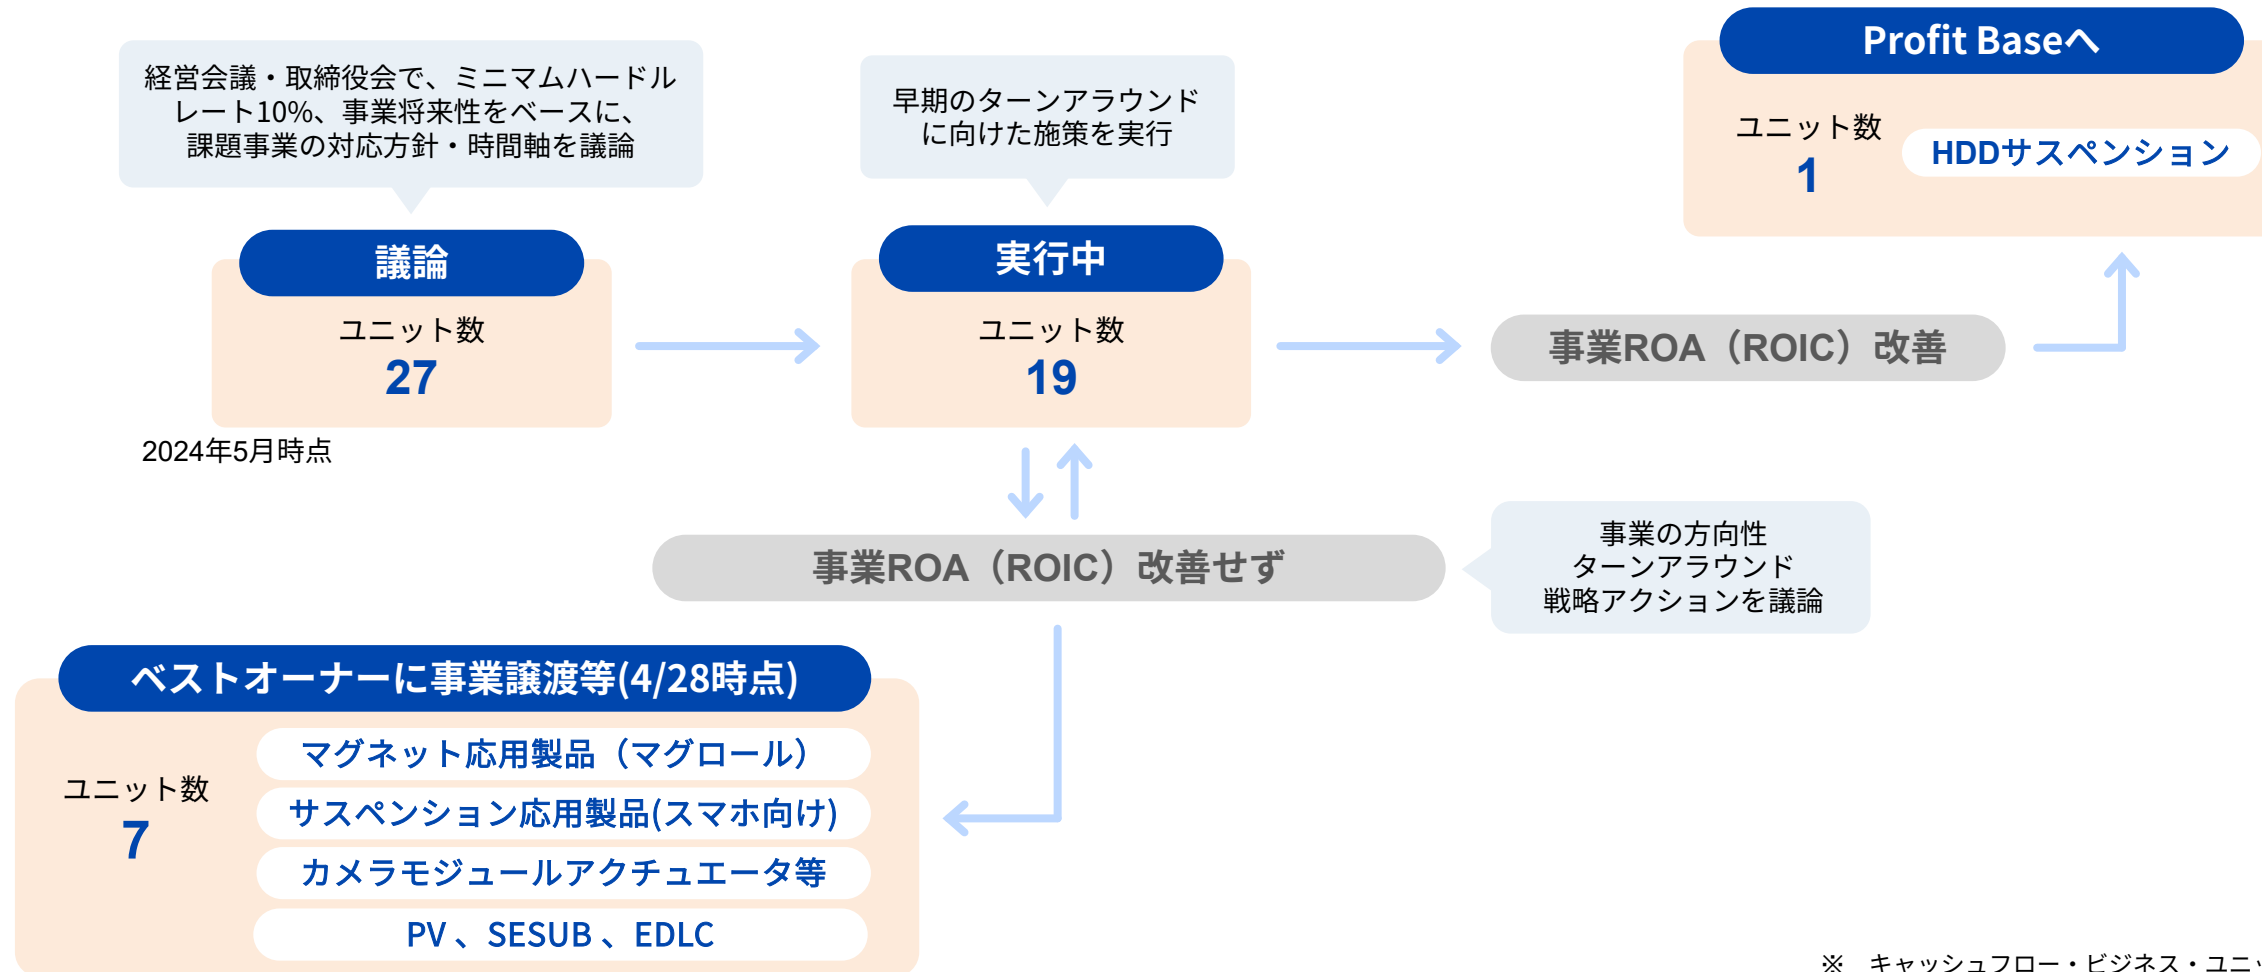 経営会議・取締役会で、ミニマムハードル
レート10%、事業将来性をベースに、
課題事業の対応方針・時間軸を議論
議論
ユニット数
27
2024年5月時点
早期のターンアラウンド
に向けた施策を実行
実行中
ユニット数
19
事業ROA（ROIC）改善
Profit Baseへ
ユニット数
1
HDDサスペンション
事業ROA（ROIC）改善せず
事業の方向性
ターンアラウンド
戦略アクションを議論
ベストオーナーに事業譲渡等(4/28時点)
ユニット数
7
マグネット応用製品（マグロール）
サスペンション応用製品(スマホ向け)
カメラモジュールアクチュエータ等
PV 、SESUB 、EDLC
※　キャッシュフロー・ビジネス・ユニッ